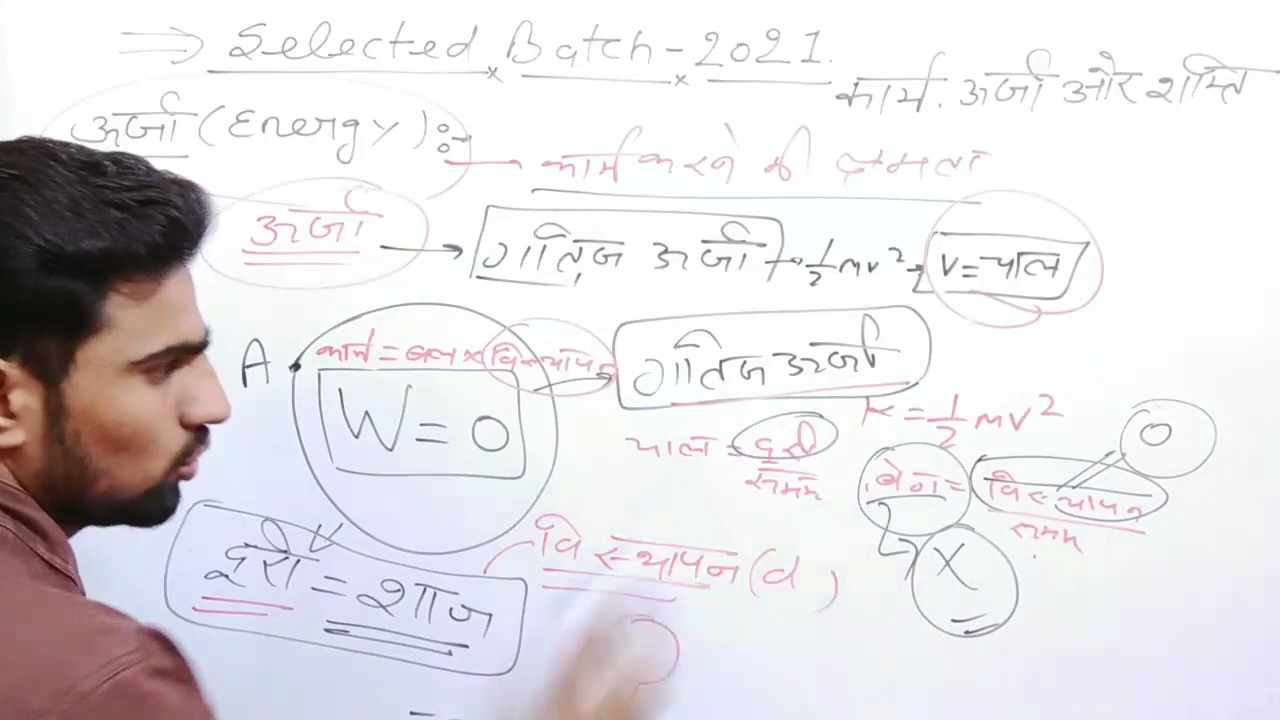 ⇒ Selected Batch - 2021.
कार्य, ऊर्जा और शक्ति
ऊर्जा (Energy) :-
कार्य करने की क्षमता
ऊर्जा → गतिज ऊर्जा → 1/2 mv² → v = चाल
A
कार्य = बल × विस्थापन → गतिज ऊर्जा
W = 0
K = 1/2 mv²
चाल = दूरी / समय
वेग = विस्थापन / समय
0
X
विस्थापन (d)
दूरी = 2πr